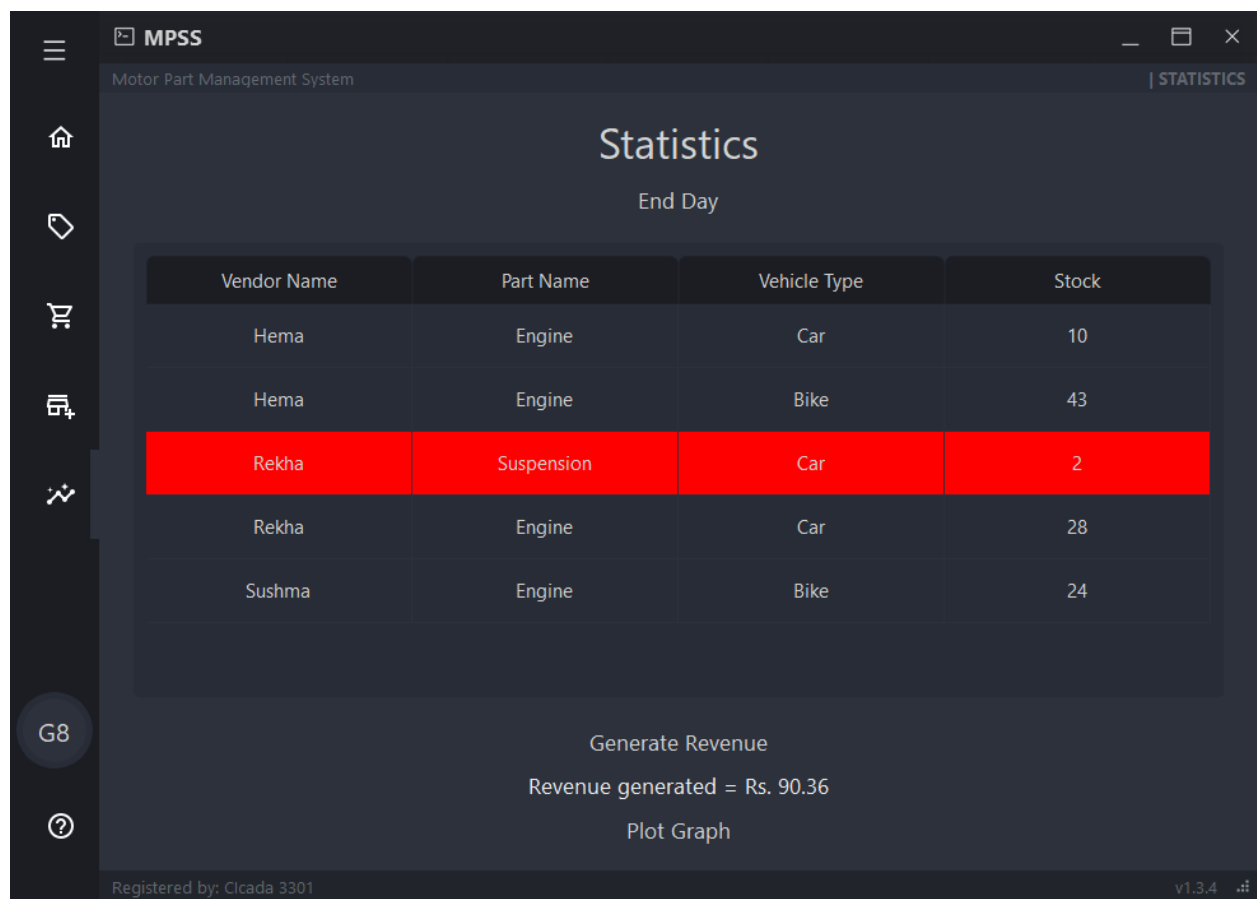 MPSS
Motor Part Management System | STATISTICS
Statistics
End Day
Vendor Name Part Name Vehicle Type Stock
Hema Engine Car 10
Hema Engine Bike 43
Rekha Suspension Car 2
Rekha Engine Car 28
Sushma Engine Bike 24
G8
Generate Revenue
Revenue generated = Rs. 90.36
Plot Graph
Registered by: CIcada 3301 v1.3.4